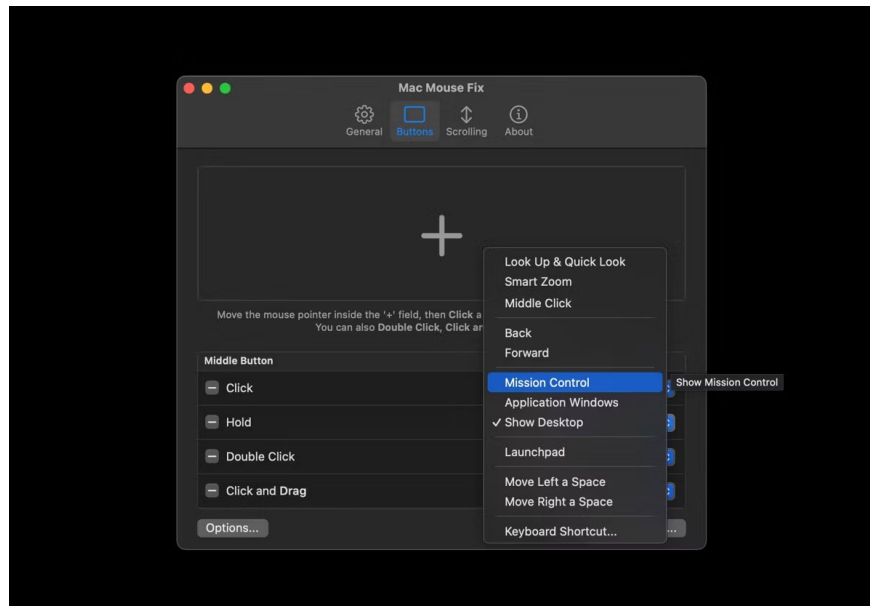 Mac Mouse Fix
General Buttons Scrolling About
Look Up & Quick Look
Smart Zoom
Middle Click
Move the mouse pointer inside the '+' field, then Click a
You can also Double Click, Click an
Back
Forward
Middle Button
Click
Mission Control
Show Mission Control
Application Windows
Hold
✓ Show Desktop
Double Click
Launchpad
Click and Drag
Move Left a Space
Move Right a Space
Options...
Keyboard Shortcut...
...